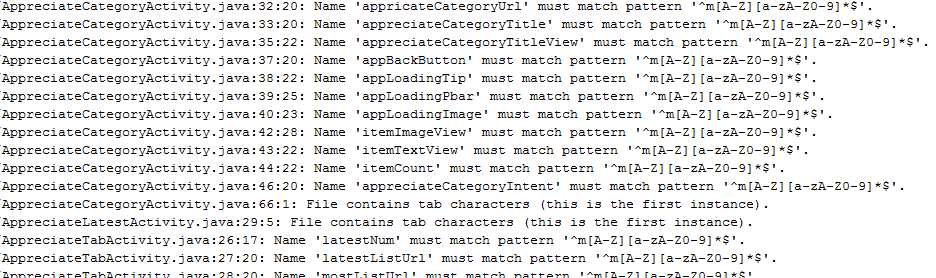 /AppreciateCategoryActivity.java:32:20: Name 'appricateCategoryUrl' must match pattern '^m[A-Z][a-zA-Z0-9]*$'.
/AppreciateCategoryActivity.java:33:20: Name 'appreciateCategoryTitle' must match pattern '^m[A-Z][a-zA-Z0-9]*$'.
/AppreciateCategoryActivity.java:35:22: Name 'appreciateCategoryTitleView' must match pattern '^m[A-Z][a-zA-Z0-9]*$'.
/AppreciateCategoryActivity.java:37:20: Name 'appBackButton' must match pattern '^m[A-Z][a-zA-Z0-9]*$'.
/AppreciateCategoryActivity.java:38:22: Name 'appLoadingTip' must match pattern '^m[A-Z][a-zA-Z0-9]*$'.
/AppreciateCategoryActivity.java:39:25: Name 'appLoadingPbar' must match pattern '^m[A-Z][a-zA-Z0-9]*$'.
/AppreciateCategoryActivity.java:40:23: Name 'appLoadingImage' must match pattern '^m[A-Z][a-zA-Z0-9]*$'.
/AppreciateCategoryActivity.java:42:28: Name 'itemImageView' must match pattern '^m[A-Z][a-zA-Z0-9]*$'.
/AppreciateCategoryActivity.java:43:22: Name 'itemTextView' must match pattern '^m[A-Z][a-zA-Z0-9]*$'.
/AppreciateCategoryActivity.java:44:22: Name 'itemCount' must match pattern '^m[A-Z][a-zA-Z0-9]*$'.
/AppreciateCategoryActivity.java:46:20: Name 'appreciateCategoryIntent' must match pattern '^m[A-Z][a-zA-Z0-9]*$'.
/AppreciateCategoryActivity.java:66:1: File contains tab characters (this is the first instance).
/AppreciateLatestActivity.java:29:5: File contains tab characters (this is the first instance).
/AppreciateTabActivity.java:26:17: Name 'latestNum' must match pattern '^m[A-Z][a-zA-Z0-9]*$'.
/AppreciateTabActivity.java:27:20: Name 'latestListUrl' must match pattern '^m[A-Z][a-zA-Z0-9]*$'.
/AppreciateTabActivity.java:28:20: Name 'mostListUrl' must match pattern '^m[A-Z][a-zA-Z0-9]*$'.